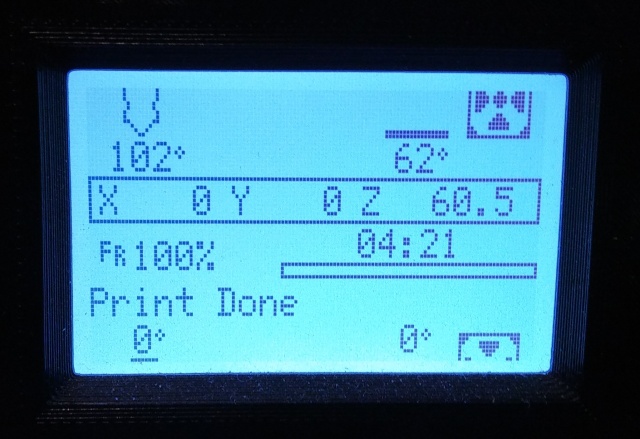 102° 62°
X 0 Y 0 Z 60.5
FR100% 04:21
Print Done
0° 0°